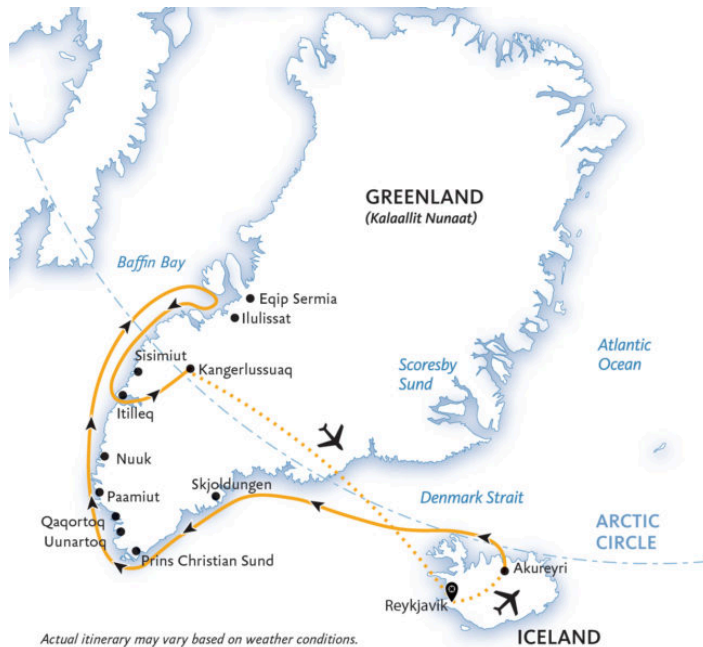 GREENLAND
(Kalaallit Nunaat)
Baffin Bay
Eqip Sermia
Ilulissat
Sisimiut
Kangerlussuaq
Scoresby
Sund
Atlantic
Ocean
Itilleq
Nuuk
Paamiut
Skjoldungen
Denmark Strait
Qaqortoq
Uunartoq
ARCTIC
CIRCLE
Prins Christian Sund
Akureyri
Reykjavik
Actual itinerary may vary based on weather conditions.
ICELAND